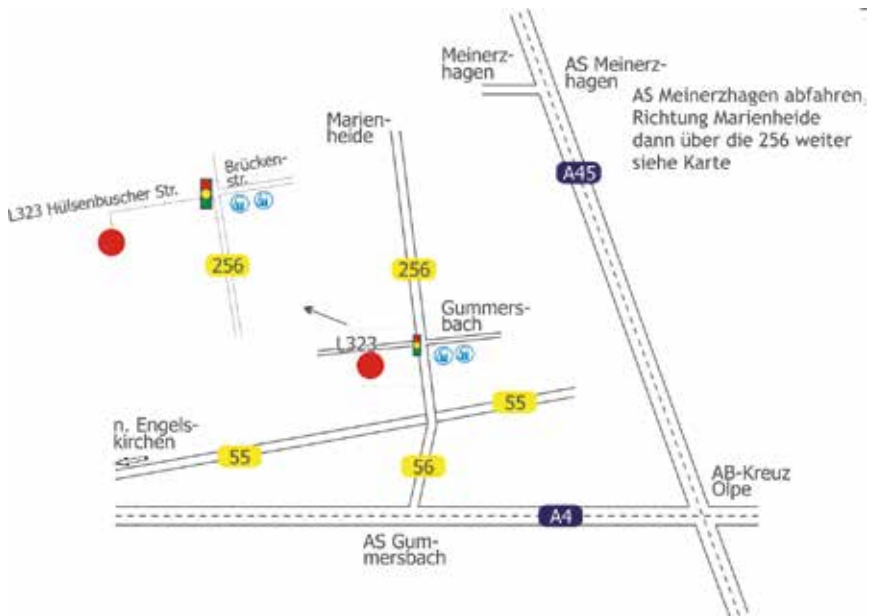 Meinerz-
hagen
AS Meinerz-
hagen
AS Meinerzhagen abfahren,
Richtung Marienheide
dann über die 256 weiter
siehe Karte
Marien-
heide
Brücken-
str.
L323 Hülsenbuscher Str.
A45
256
256
Gummers-
bach
L323
55
n. Engels-
kirchen
55
56
AB-Kreuz
Olpe
A4
AS Gum-
mersbach